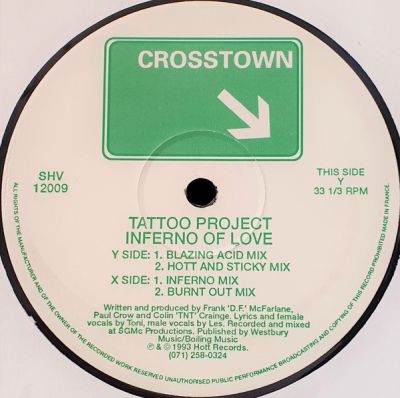 CROSSTOWN
SHV
12009
THIS SIDE
Y
33 1/3 RPM
TATTOO PROJECT
INFERNO OF LOVE
Y SIDE: 1. BLAZING ACID MIX
2. HOTT AND STICKY MIX
X SIDE: 1. INFERNO MIX
2. BURNT OUT MIX
Written and produced by Frank 'D.F.' McFarlane,
Paul Crow and Colin 'TNT' Crainge. Lyrics and female
vocals by Toni, male vocals by Les. Recorded and mixed
at SGMc Productions. Published by Westbury
Music/Boiling Music
℗ & © 1993 Hott Records.
(071) 258-0324
ALL RIGHTS OF THE MANUFACTURER AND OF THE OWNER OF THE RECORDED WORK RESERVED UNAUTHORISED PUBLIC PERFORMANCE BROADCASTING AND COPYING OF THIS RECORD PROHIBITED MADE IN FRANCE.